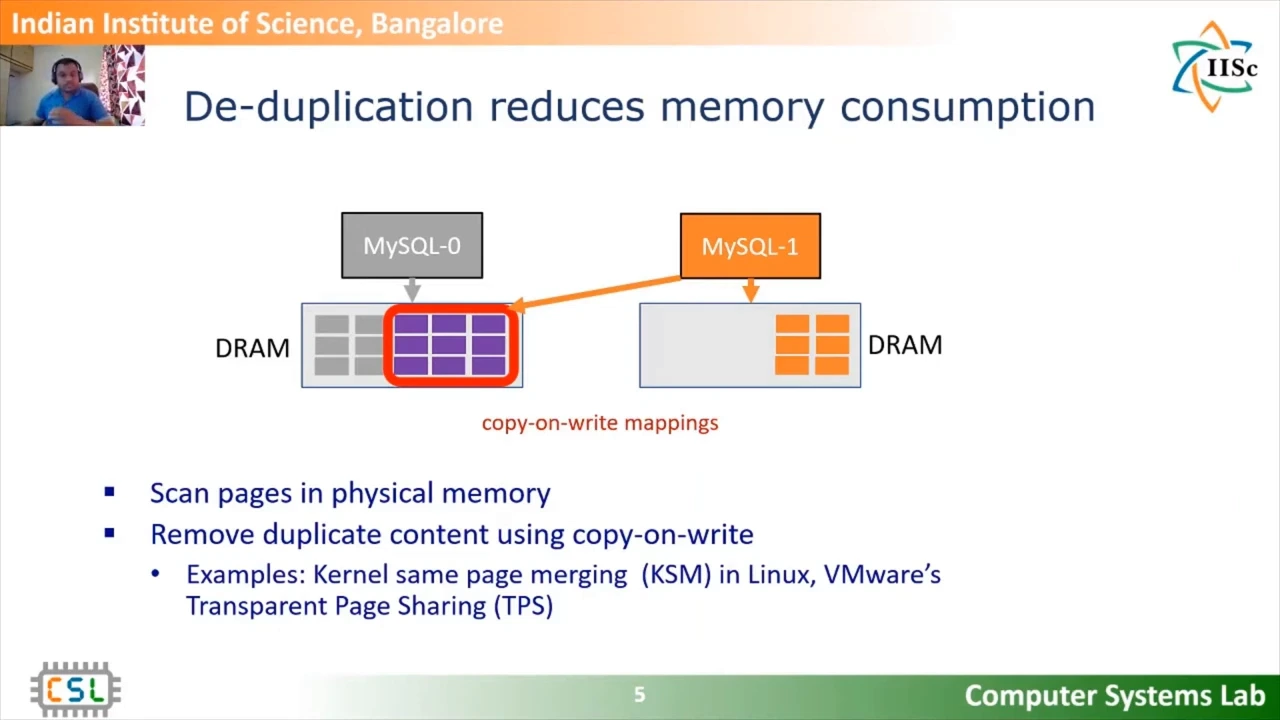 Indian Institute of Science, Bangalore
IISc
De-duplication reduces memory consumption
MySQL-0
MySQL-1
DRAM
DRAM
copy-on-write mappings
▪ Scan pages in physical memory
▪ Remove duplicate content using copy-on-write
• Examples: Kernel same page merging (KSM) in Linux, VMware’s
Transparent Page Sharing (TPS)
CSL
5
Computer Systems Lab